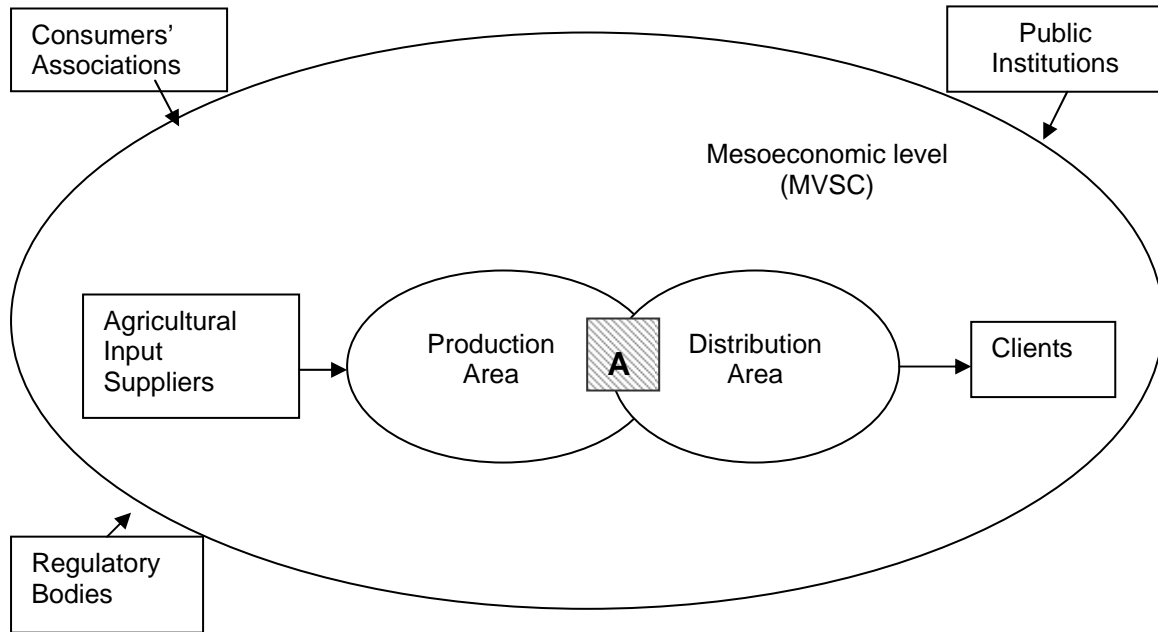 Consumers’
Associations
Public
Institutions
Mesoeconomic level
(MVSC)
Agricultural
Input
Suppliers
Production
Area
A
Distribution
Area
Clients
Regulatory
Bodies